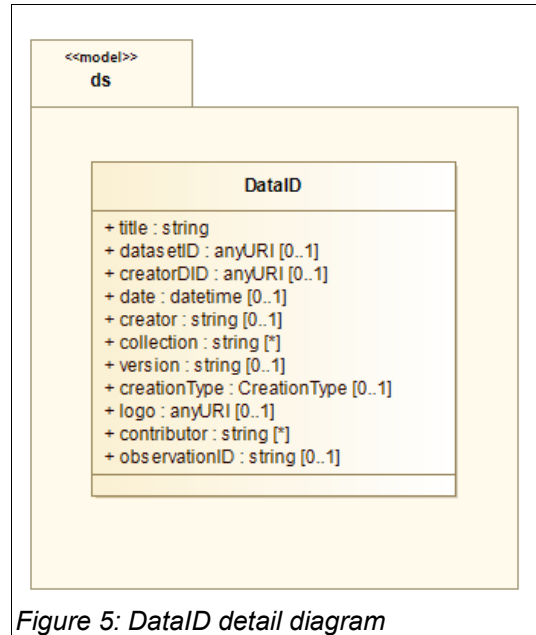 <<model>>
ds
DataID
+ title : string
+ datasetID : anyURI [0..1]
+ creatorDID : anyURI [0..1]
+ date : datetime [0..1]
+ creator : string [0..1]
+ collection : string [*]
+ version : string [0..1]
+ creationType : CreationType [0..1]
+ logo : anyURI [0..1]
+ contributor : string [*]
+ observationID : string [0..1]
Figure 5: DataID detail diagram